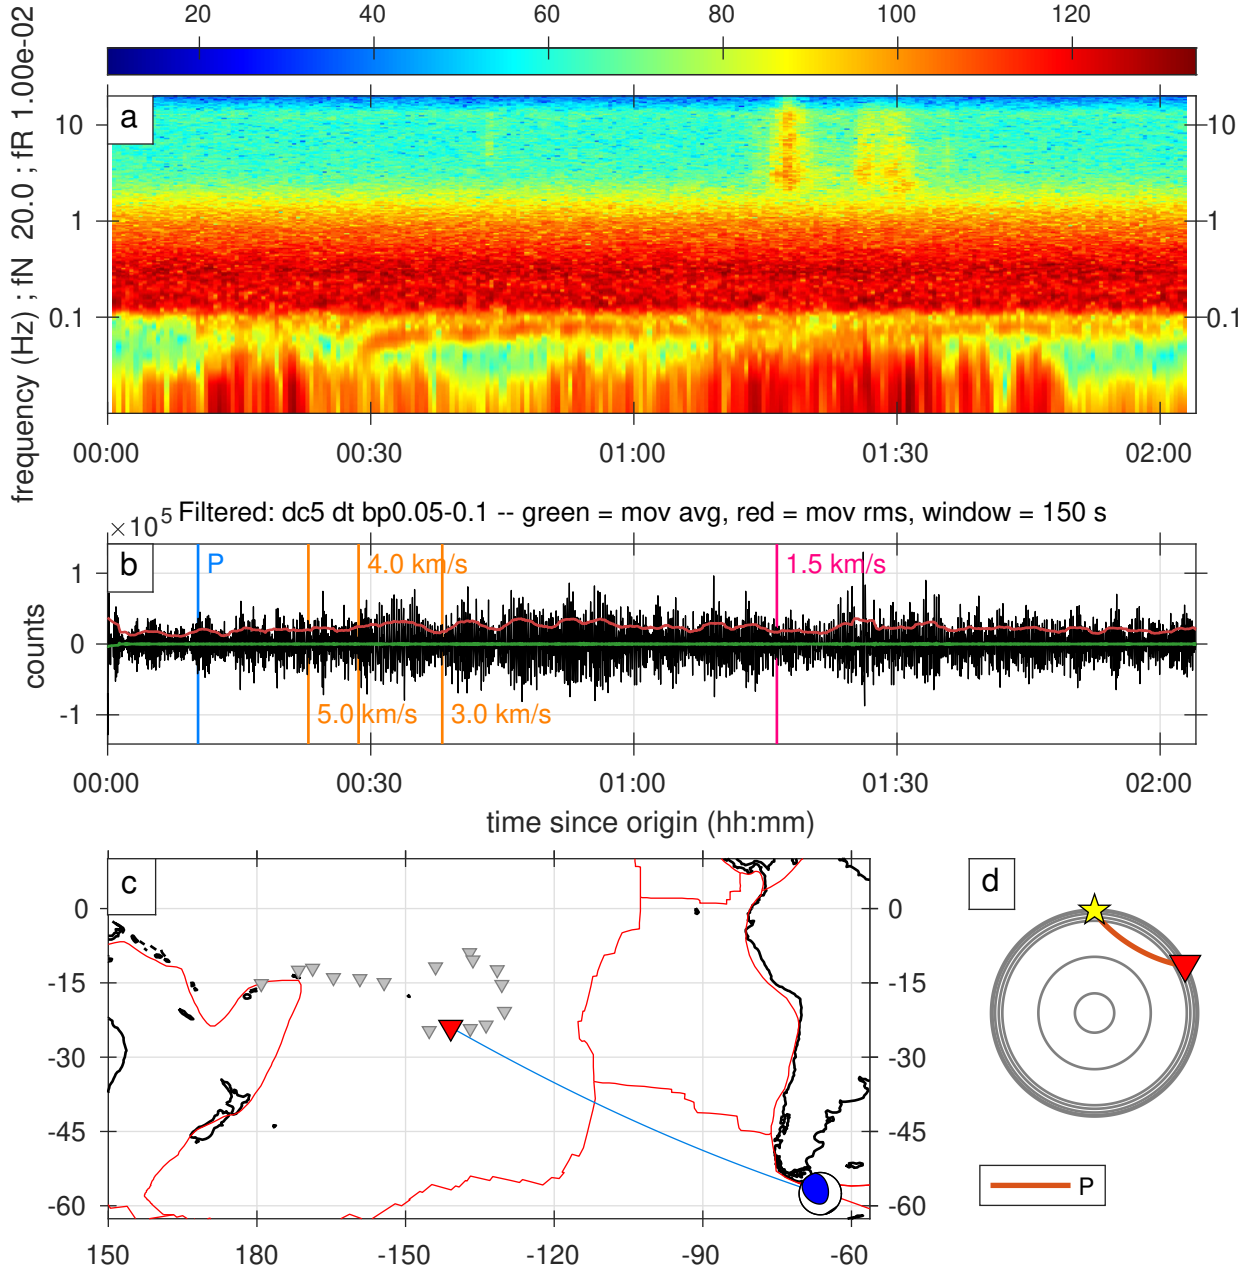 20 40 60 80 100 120
frequency (Hz) ; fN 20.0 ; fR 1.00e-02
a
10 10
1 1
0.1 0.1
00:00 00:30 01:00 01:30 02:00
×10^5 Filtered: dc5 dt bp0.05-0.1 -- green = mov avg, red = mov rms, window = 150 s
b
P 4.0 km/s 1.5 km/s
1
counts
0
5.0 km/s 3.0 km/s
-1
00:00 00:30 01:00 01:30 02:00
time since origin (hh:mm)
c
0 0
-15 -15
-30 -30
-45 -45
-60 -60
150 180 -150 -120 -90 -60
d
P